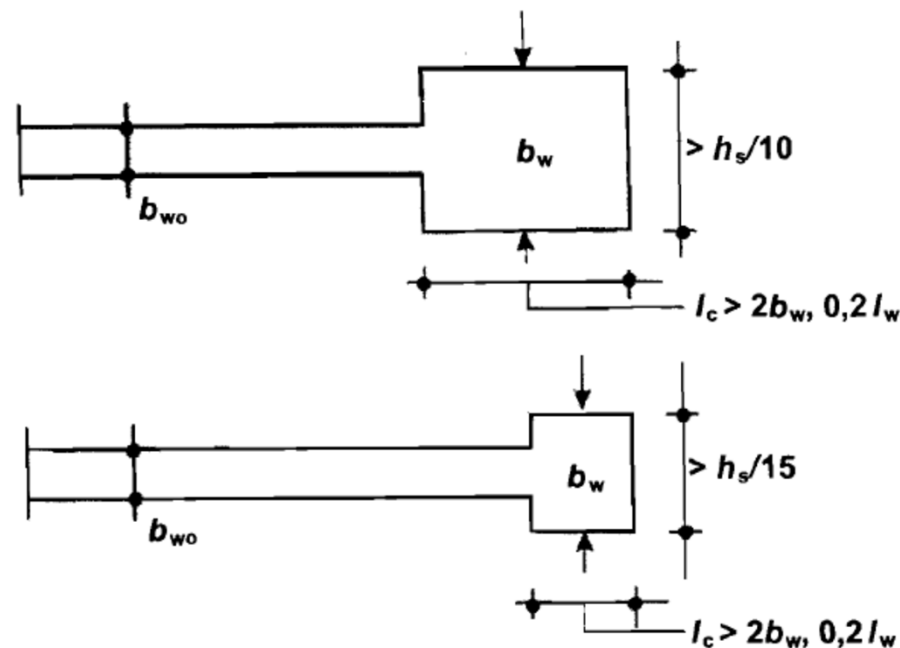 b_w
> h_s/10
b_wo
l_c > 2b_w, 0,2 l_w
b_w
> h_s/15
b_wo
l_c > 2b_w, 0,2 l_w